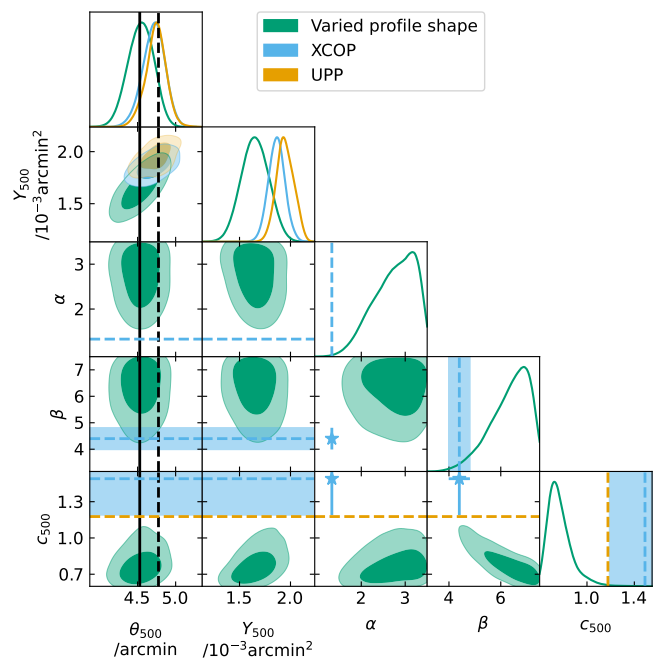 Varied profile shape
XCOP
UPP
Y500
/10−3arcmin2
2.0
1.5
α
3
2
β
7
6
5
4
c500
1.3
1.0
0.7
4.5 5.0 1.5 2.0 2 3 4 6 1.0 1.4
θ500
/arcmin
Y500
/10−3arcmin2
α
β
c500